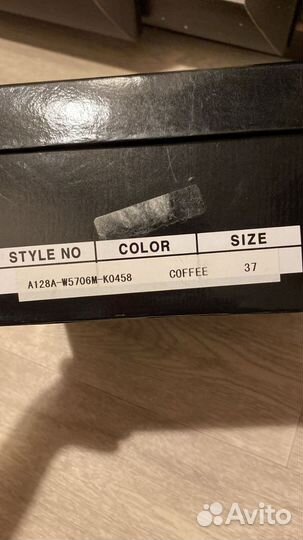 STYLE NO COLOR SIZE
A128A-W5706M-K0458 COFFEE 37
Avito